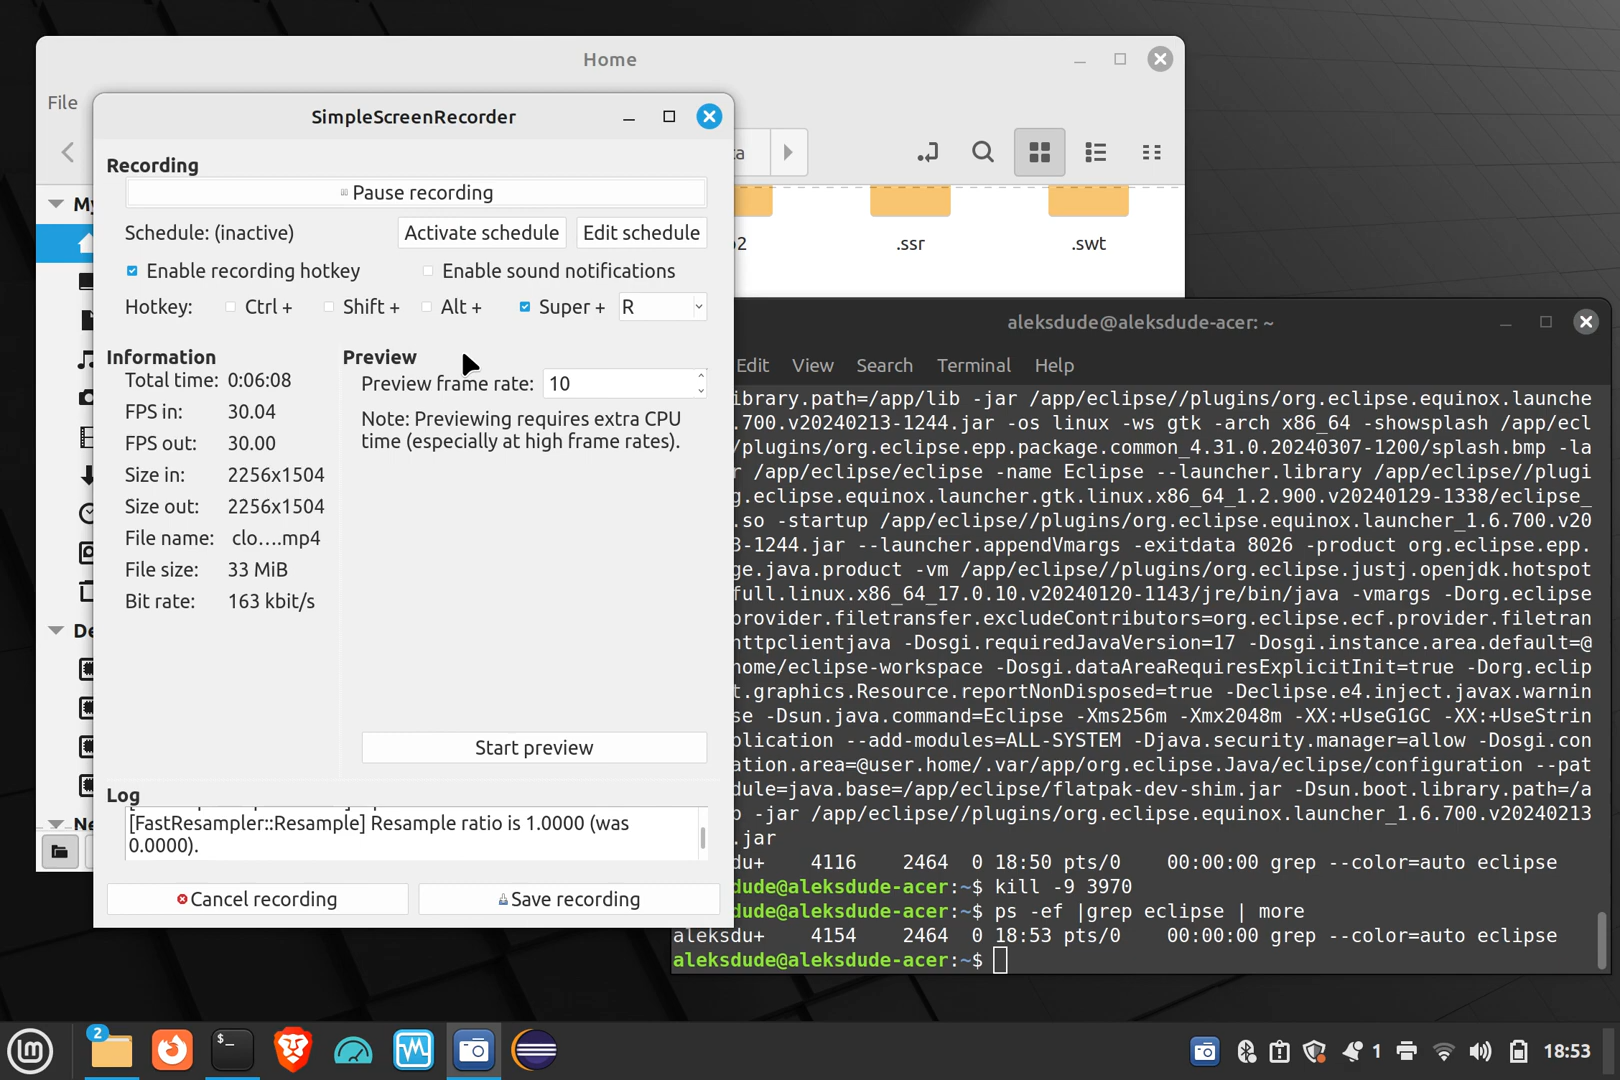 Home
File
SimpleScreenRecorder
Recording
Pause recording
Schedule: (inactive)
Activate schedule
Edit schedule
Enable recording hotkey
Enable sound notifications
Hotkey:
Ctrl +
Shift +
Alt +
Super +
R
Information
Total time: 0:06:08
FPS in: 30.04
FPS out: 30.00
Size in: 2256x1504
Size out: 2256x1504
File name: clo....mp4
File size: 33 MiB
Bit rate: 163 kbit/s
Preview
Preview frame rate: 10
Note: Previewing requires extra CPU
time (especially at high frame rates).
Start preview
Log
[FastResampler::Resample] Resample ratio is 1.0000 (was
0.0000).
Cancel recording
Save recording
My
De
Ne
.ssr
.swt
aleksdude@aleksdude-acer: ~
Edit View Search Terminal Help
ibrary.path=/app/lib -jar /app/eclipse//plugins/org.eclipse.equinox.launche
.700.v20240213-1244.jar -os linux -ws gtk -arch x86_64 -showsplash /app/ecl
/plugins/org.eclipse.epp.package.common_4.31.0.20240307-1200/splash.bmp -la
r /app/eclipse/eclipse -name Eclipse --launcher.library /app/eclipse//plugi
g.eclipse.equinox.launcher.gtk.linux.x86_64_1.2.900.v20240129-1338/eclipse_
.so -startup /app/eclipse//plugins/org.eclipse.equinox.launcher_1.6.700.v20
3-1244.jar --launcher.appendVmargs -exitdata 8026 -product org.eclipse.epp.
ge.java.product -vm /app/eclipse//plugins/org.eclipse.justj.openjdk.hotspot
full.linux.x86_64_17.0.10.v20240120-1143/jre/bin/java -vmargs -Dorg.eclipse
provider.filetransfer.excludeContributors=org.eclipse.ecf.provider.filetran
httpclientjava -Dosgi.requiredJavaVersion=17 -Dosgi.instance.area.default=@
home/eclipse-workspace -Dosgi.dataAreaRequiresExplicitInit=true -Dorg.eclip
t.graphics.Resource.reportNonDisposed=true -Declipse.e4.inject.javax.warnin
se -Dsun.java.command=Eclipse -Xms256m -Xmx2048m -XX:+UseG1GC -XX:+UseStrin
plication --add-modules=ALL-SYSTEM -Djava.security.manager=allow -Dosgi.con
ation.area=@user.home/.var/app/org.eclipse.Java/eclipse/configuration --pat
dule=java.base=/app/eclipse/flatpak-dev-shim.jar -Dsun.boot.library.path=/a
b -jar /app/eclipse//plugins/org.eclipse.equinox.launcher_1.6.700.v20240213
.jar
du+ 4116 2464 0 18:50 pts/0 00:00:00 grep --color=auto eclipse
dude@aleksdude-acer:~$ kill -9 3970
dude@aleksdude-acer:~$ ps -ef |grep eclipse | more
aleksdu+ 4154 2464 0 18:53 pts/0 00:00:00 grep --color=auto eclipse
aleksdude@aleksdude-acer:~$
2
$_
1
18:53